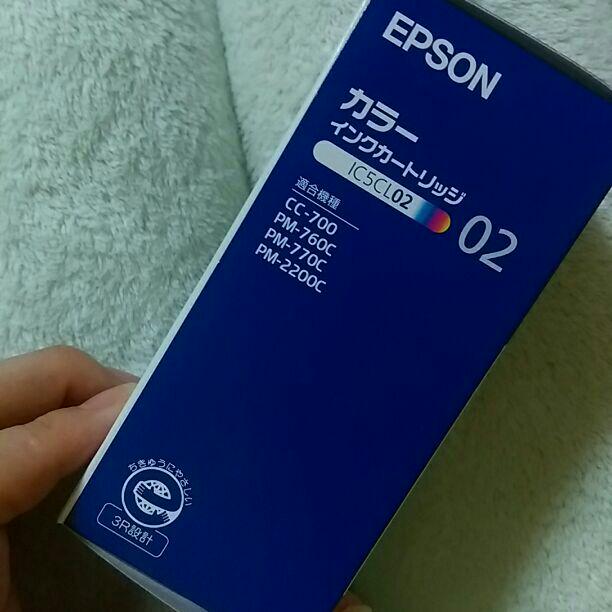 EPSON
カラー
インクカートリッジ
IC5CL02
02
適合機種
CC-700
PM-760C
PM-770C
PM-2200C
ちきゅうにやさしい
e
3R設計